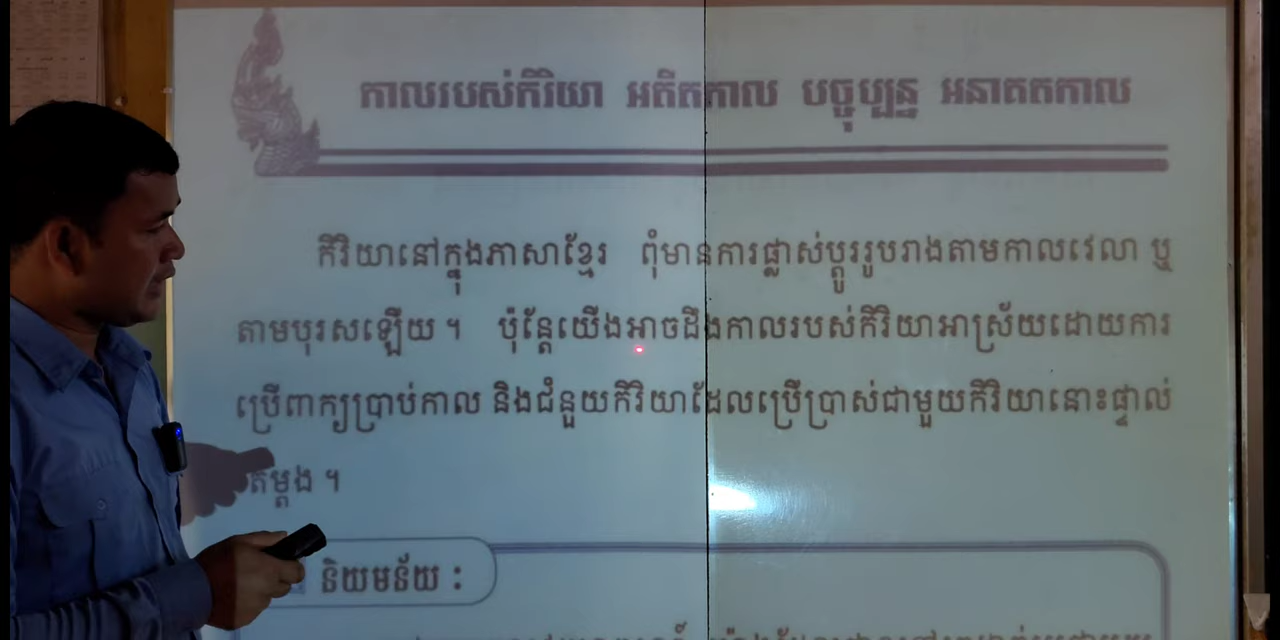 កាលរបស់កិរិយា អតីតកាល បច្ចុប្បន្ន អនាគតកាល
កិរិយានៅក្នុងភាសាខ្មែរ ពុំមានការផ្លាស់ប្តូររូបរាងតាមកាលវេលា ឬ
តាមបុរសឡើយ ។ ប៉ុន្តែយើងអាចដឹងកាលរបស់កិរិយាអាស្រ័យដោយការ
ប្រើពាក្យប្រាប់កាល និងជំនួយកិរិយាដែលប្រើប្រាស់ជាមួយកិរិយានោះផ្ទាល់
តម្តង ។
និយមន័យ :